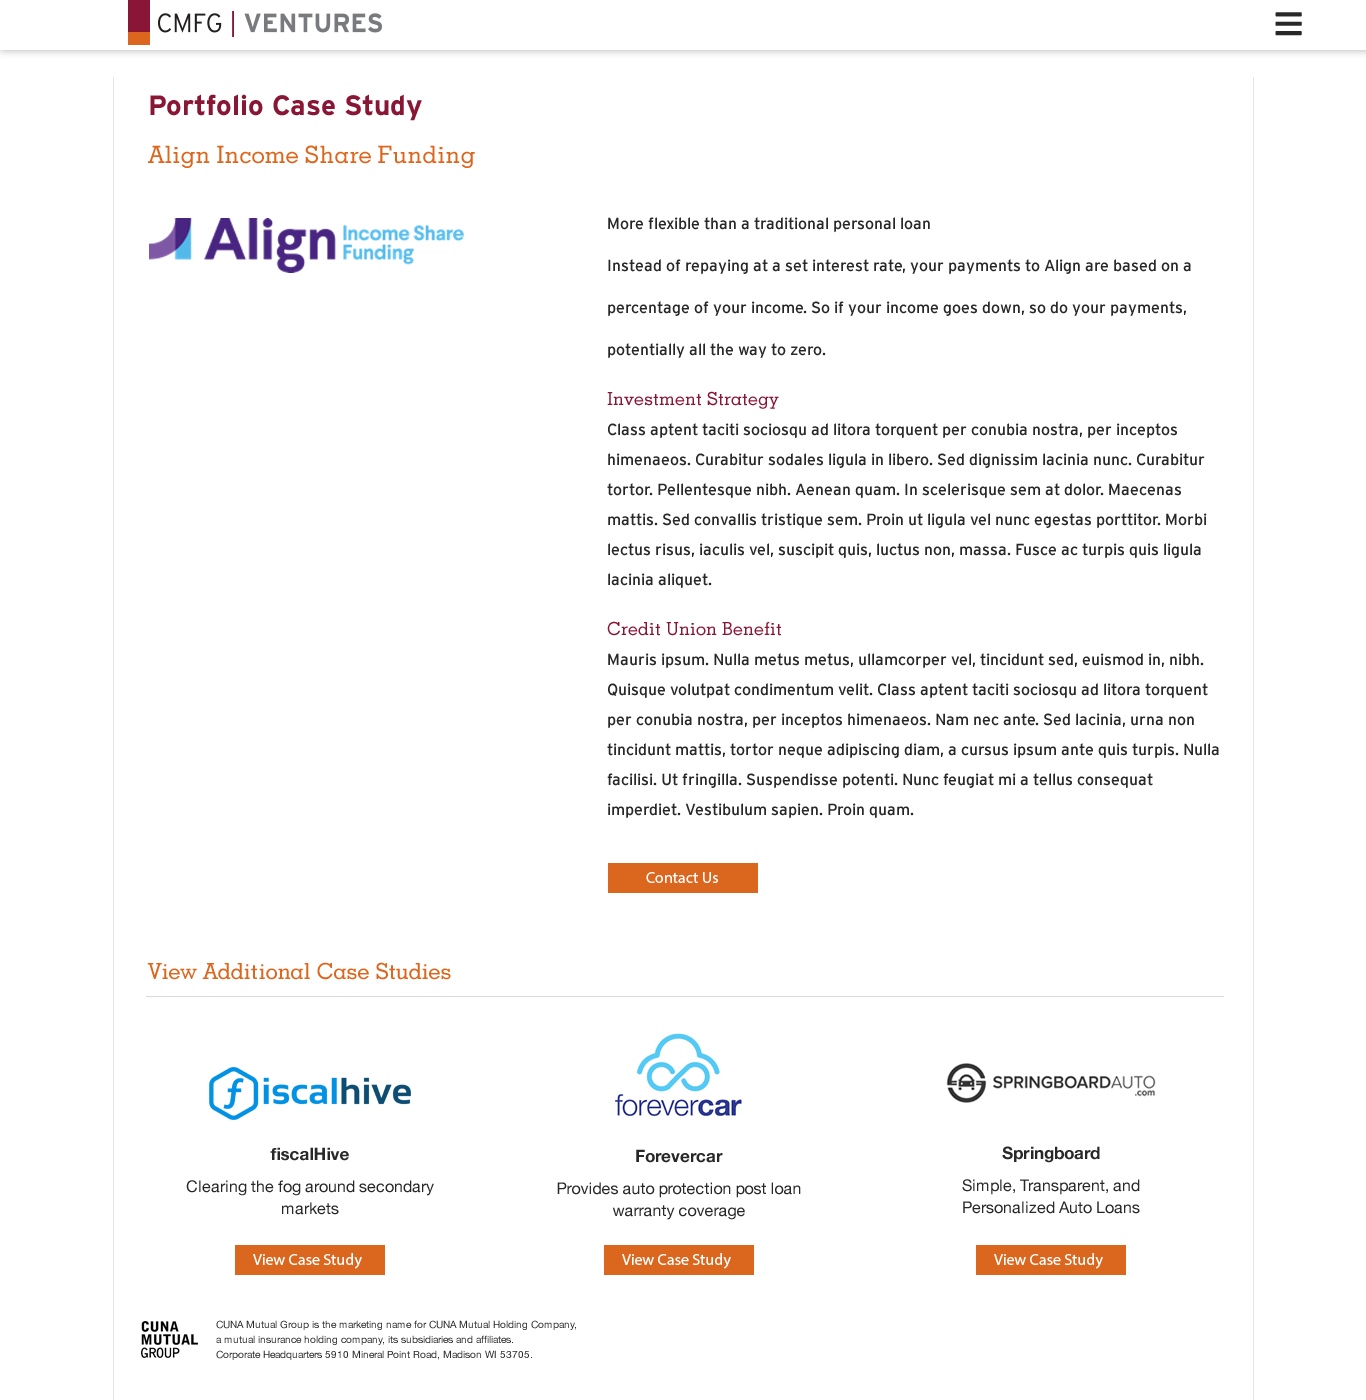 CMFG | VENTURES
Portfolio Case Study
Align Income Share Funding
Align Income Share
Funding
More flexible than a traditional personal loan
Instead of repaying at a set interest rate, your payments to Align are based on a
percentage of your income. So if your income goes down, so do your payments,
potentially all the way to zero.
Investment Strategy
Class aptent taciti sociosqu ad litora torquent per conubia nostra, per inceptos
himenaeos. Curabitur sodales ligula in libero. Sed dignissim lacinia nunc. Curabitur
tortor. Pellentesque nibh. Aenean quam. In scelerisque sem at dolor. Maecenas
mattis. Sed convallis tristique sem. Proin ut ligula vel nunc egestas porttitor. Morbi
lectus risus, iaculis vel, suscipit quis, luctus non, massa. Fusce ac turpis quis ligula
lacinia aliquet.
Credit Union Benefit
Mauris ipsum. Nulla metus metus, ullamcorper vel, tincidunt sed, euismod in, nibh.
Quisque volutpat condimentum velit. Class aptent taciti sociosqu ad litora torquent
per conubia nostra, per inceptos himenaeos. Nam nec ante. Sed lacinia, urna non
tincidunt mattis, tortor neque adipiscing diam, a cursus ipsum ante quis turpis. Nulla
facilisi. Ut fringilla. Suspendisse potenti. Nunc feugiat mi a tellus consequat
imperdiet. Vestibulum sapien. Proin quam.
Contact Us
View Additional Case Studies
fiscalhive
fiscalHive
Clearing the fog around secondary
markets
View Case Study
forevercar
Forevercar
Provides auto protection post loan
warranty coverage
View Case Study
SPRINGBOARDAUTO
.com
Springboard
Simple, Transparent, and
Personalized Auto Loans
View Case Study
CUNA
MUTUAL
GROUP
CUNA Mutual Group is the marketing name for CUNA Mutual Holding Company,
a mutual insurance holding company, its subsidiaries and affiliates.
Corporate Headquarters 5910 Mineral Point Road, Madison WI 53705.